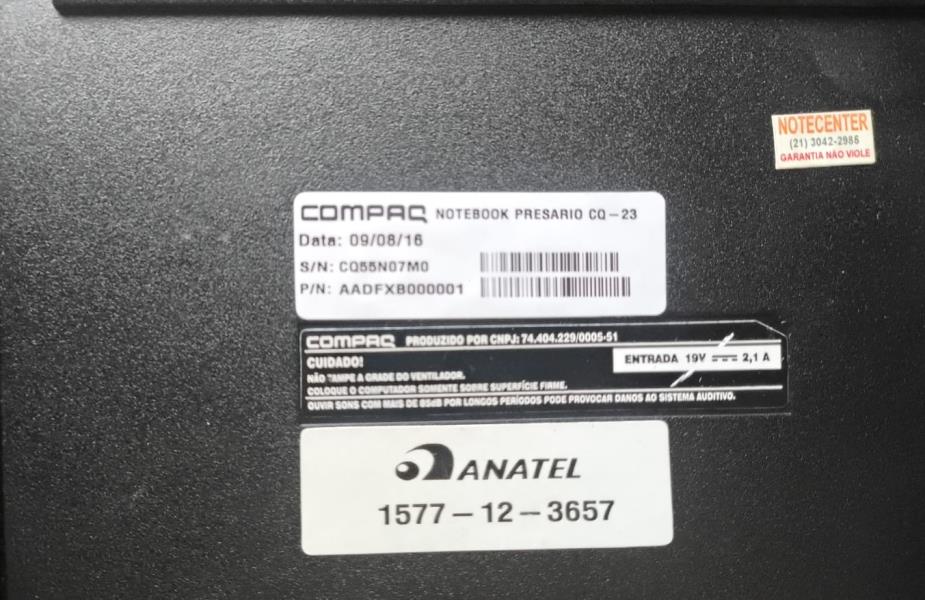 NOTECENTER
(21) 3042-2986
GARANTIA NÃO VIOLE
COMPAQ NOTEBOOK PRESARIO CQ-23
Data: 09/08/16
S/N: CQ55N07M0
P/N: AADFXB000001
COMPAQ PRODUZIDO POR CNPJ: 74.404.229/0005-51
CUIDADO!
ENTRADA 19V 2,1 A
NÃO TAMPE A GRADE DO VENTILADOR.
COLOQUE O COMPUTADOR SOMENTE SOBRE SUPERFÍCIE FIRME.
OUVIR SONS COM MAIS DE 85dB POR LONGOS PERÍODOS PODE PROVOCAR DANOS AO SISTEMA AUDITIVO.
ANATEL
1577-12-3657